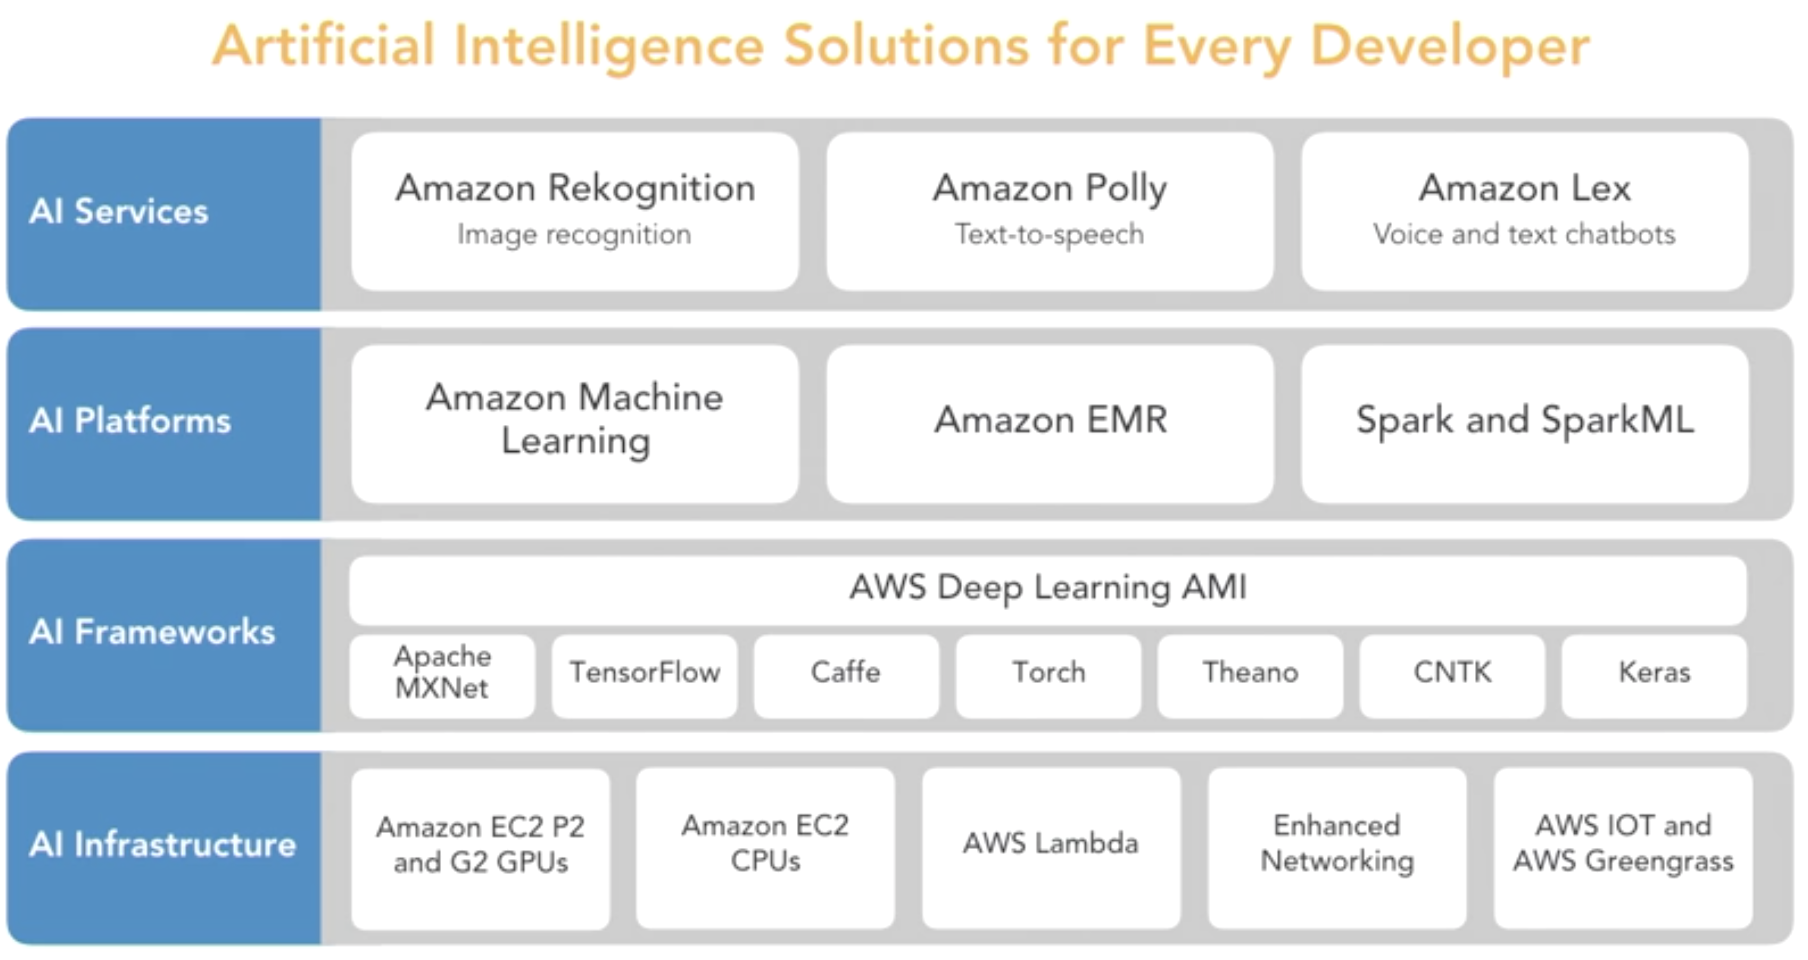 Artificial Intelligence Solutions for Every Developer
AI Services
Amazon Rekognition
Image recognition
Amazon Polly
Text-to-speech
Amazon Lex
Voice and text chatbots
AI Platforms
Amazon Machine
Learning
Amazon EMR
Spark and SparkML
AI Frameworks
AWS Deep Learning AMI
Apache
MXNet
TensorFlow
Caffe
Torch
Theano
CNTK
Keras
AI Infrastructure
Amazon EC2 P2
and G2 GPUs
Amazon EC2
CPUs
AWS Lambda
Enhanced
Networking
AWS IOT and
AWS Greengrass